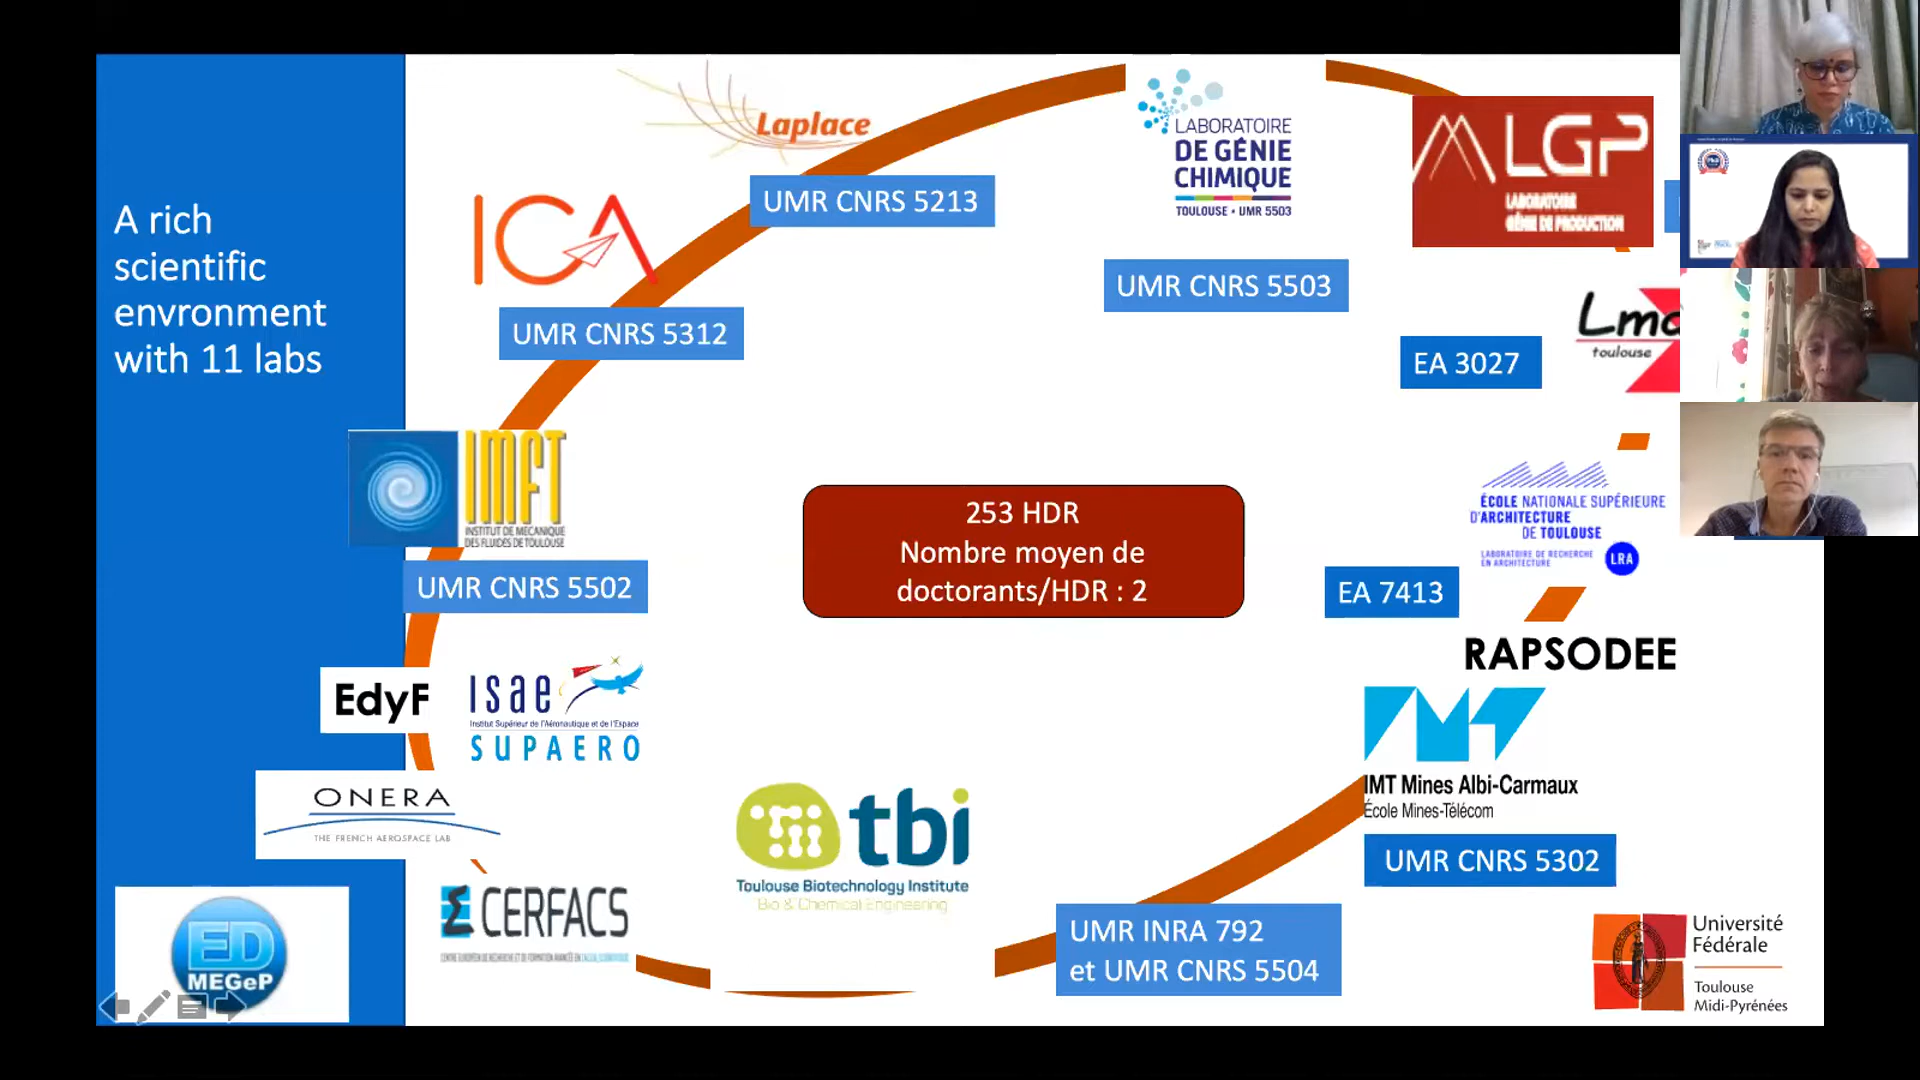 A rich
scientific
envronment
with 11 labs
Laplace
UMR CNRS 5213
ICA
UMR CNRS 5312
LABORATOIRE
DE GÉNIE
CHIMIQUE
TOULOUSE • UMR 5503
UMR CNRS 5503
LGP
LABORATOIRE
GÉNIE DE PRODUCTION
EA 3027
toulouse
IMFT
INSTITUT DE MÉCANIQUE
DES FLUIDES DE TOULOUSE
UMR CNRS 5502
253 HDR
Nombre moyen de
doctorants/HDR : 2
ÉCOLE NATIONALE SUPÉRIEURE
D'ARCHITECTURE
DE TOULOUSE
LABORATOIRE DE RECHERCHE
EN ARCHITECTURE
LRA
EA 7413
RAPSODEE
IMT Mines Albi-Carmaux
École Mines-Télécom
UMR CNRS 5302
EdyF
isae
Institut Supérieur de l'Aéronautique et de l'Espace
SUPAERO
ONERA
THE FRENCH AEROSPACE LAB
CERFACS
tbi
Toulouse Biotechnology Institute
Bio & Chemical Engineering
UMR INRA 792
et UMR CNRS 5504
ED
MEGeP
Université
Fédérale
Toulouse
Midi-Pyrénées